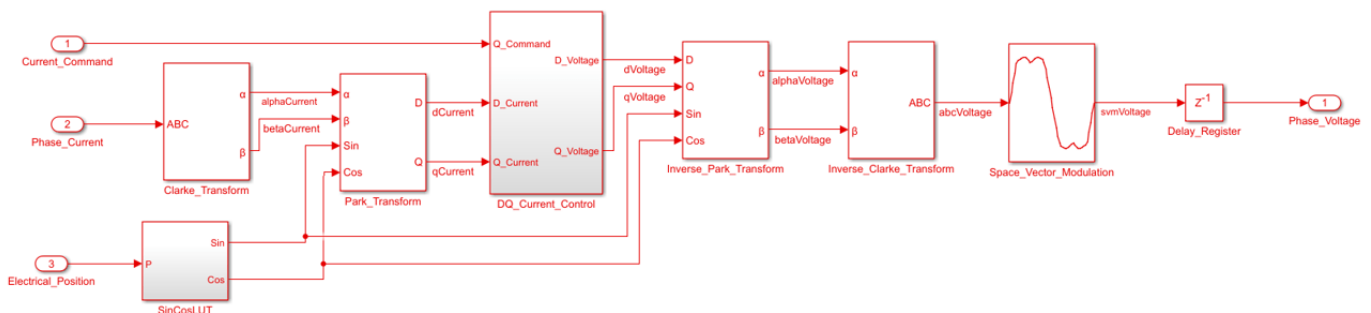 1
Current_Command
2
Phase_Current
3
Electrical_Position
ABC
α
β
Clarke_Transform
alphaCurrent
betaCurrent
P
Sin
Cos
SinCosLUT
α
β
Sin
Cos
D
Q
Park_Transform
dCurrent
qCurrent
Q_Command
D_Current
Q_Current
D_Voltage
Q_Voltage
DQ_Current_Control
dVoltage
qVoltage
D
Q
Sin
Cos
α
β
Inverse_Park_Transform
alphaVoltage
betaVoltage
α
β
ABC
Inverse_Clarke_Transform
abcVoltage
Space_Vector_Modulation
svmVoltage
Z⁻¹
Delay_Register
1
Phase_Voltage